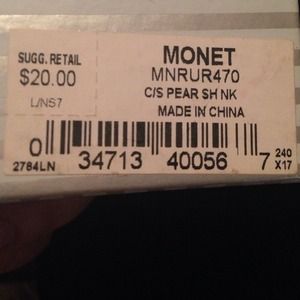 SUGG. RETAIL
$20.00
L/NS7
MONET
MNRUR470
C/S PEAR SH NK
MADE IN CHINA
0 34713 40056 7
2784LN
240
X17